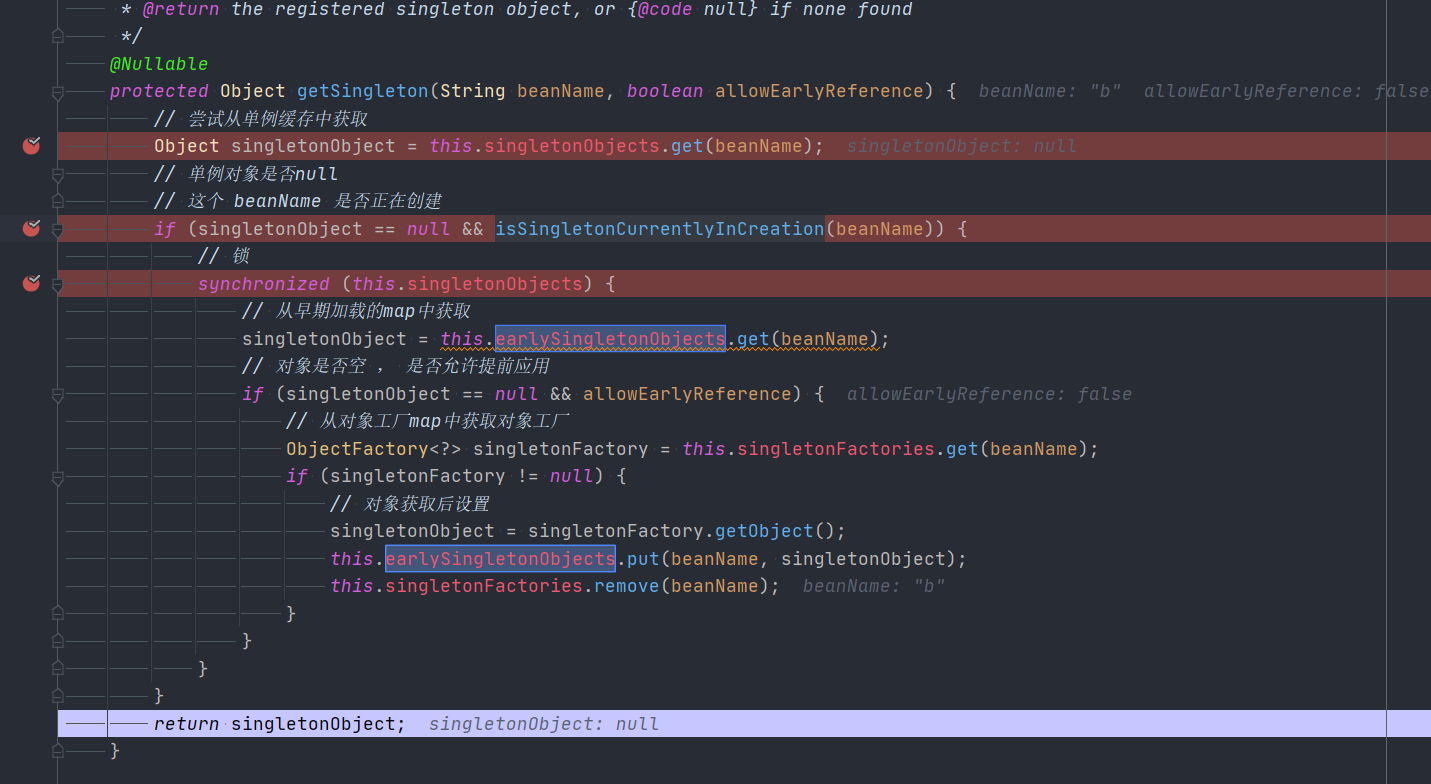 * @return the registered singleton object, or {@code null} if none found
*/
@Nullable
protected Object getSingleton(String beanName, boolean allowEarlyReference) { beanName: "b" allowEarlyReference: false
// 尝试从单例缓存中获取
Object singletonObject = this.singletonObjects.get(beanName); singletonObject: null
// 单例对象是否null
// 这个 beanName 是否正在创建
if (singletonObject == null && isSingletonCurrentlyInCreation(beanName)) {
// 锁
synchronized (this.singletonObjects) {
// 从早期加载的map中获取
singletonObject = this.earlySingletonObjects.get(beanName);
// 对象是否空 , 是否允许提前应用
if (singletonObject == null && allowEarlyReference) { allowEarlyReference: false
// 从对象工厂map中获取对象工厂
ObjectFactory<?> singletonFactory = this.singletonFactories.get(beanName);
if (singletonFactory != null) {
// 对象获取后设置
singletonObject = singletonFactory.getObject();
this.earlySingletonObjects.put(beanName, singletonObject);
this.singletonFactories.remove(beanName); beanName: "b"
}
}
}
}
return singletonObject; singletonObject: null
}